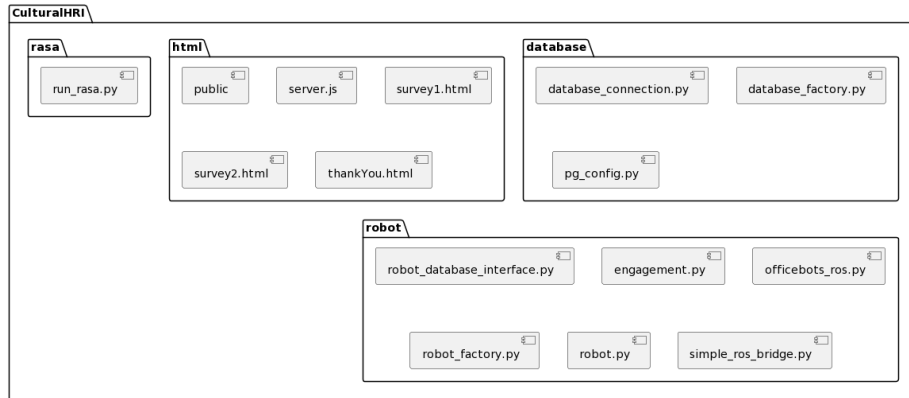 CulturalHRI
rasa
run_rasa.py
html
public
server.js
survey1.html
survey2.html
thankYou.html
database
database_connection.py
database_factory.py
pg_config.py
robot
robot_database_interface.py
engagement.py
officebots_ros.py
robot_factory.py
robot.py
simple_ros_bridge.py